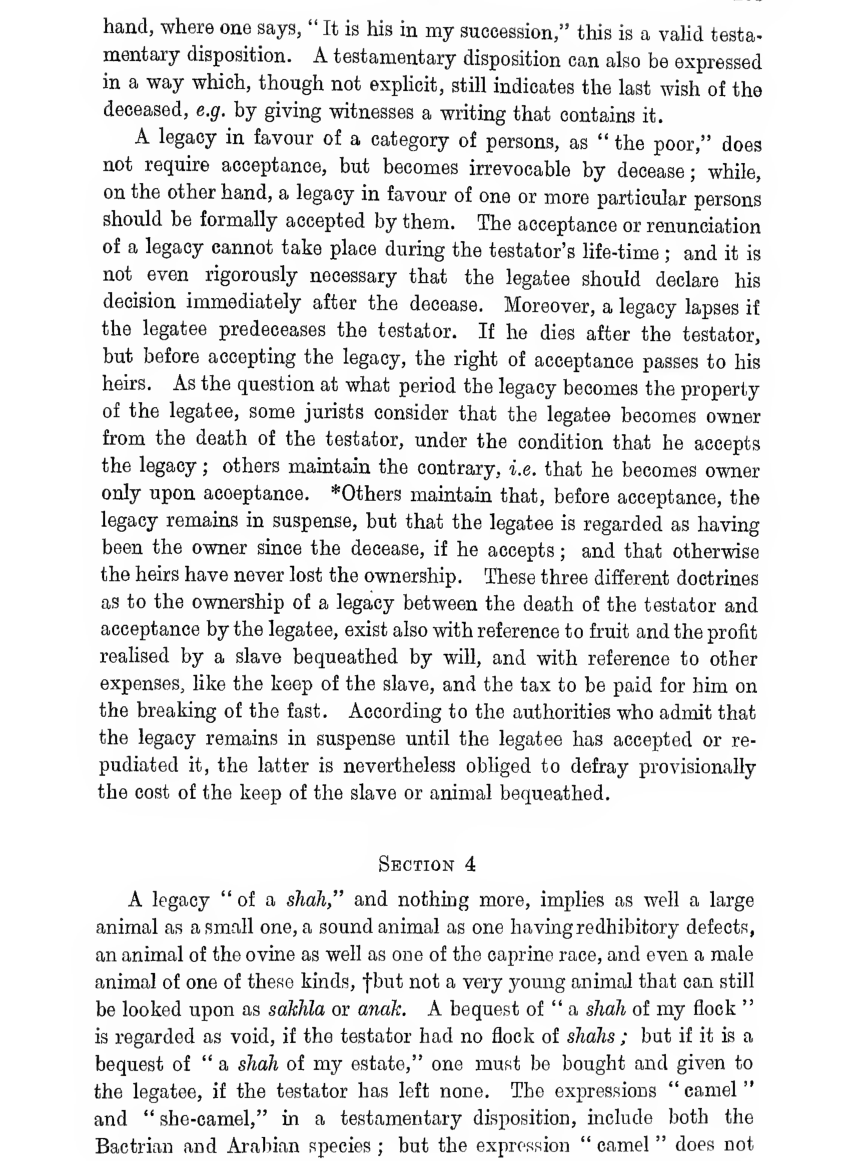 hand, where one says, “ It is his in my succession,” this is a valid testa-
mentary disposition. A testamentary disposition can also be expressed
in a way which, though not explicit, still indicates the last wish of the
deceased, e.g. by giving witnesses a writing that contains it.
A legacy in favour of a category of persons, as “ the poor,” does
not require acceptance, but becomes irrevocable by decease ; while,
on the other hand, a legacy in favour of one or more particular persons
should be formally accepted by them. The acceptance or renunciation
of a legacy cannot take place during the testator’s life-time ; and it is
not even rigorously necessary that the legatee should declare his
decision immediately after the decease. Moreover, a legacy lapses if
the legatee predeceases the testator. If he dies after the testator,
but before accepting the legacy, the right of acceptance passes to his
heirs. As the question at what period the legacy becomes the property
of the legatee, some jurists consider that the legatee becomes owner
from the death of the testator, under the condition that he accepts
the legacy ; others maintain the contrary, i.e. that he becomes owner
only upon acceptance. *Others maintain that, before acceptance, the
legacy remains in suspense, but that the legatee is regarded as having
been the owner since the decease, if he accepts ; and that otherwise
the heirs have never lost the ownership. These three different doctrines
as to the ownership of a legacy between the death of the testator and
acceptance by the legatee, exist also with reference to fruit and the profit
realised by a slave bequeathed by will, and with reference to other
expenses, like the keep of the slave, and the tax to be paid for him on
the breaking of the fast. According to the authorities who admit that
the legacy remains in suspense until the legatee has accepted or re-
pudiated it, the latter is nevertheless obliged to defray provisionally
the cost of the keep of the slave or animal bequeathed.
SECTION 4
A legacy “ of a shah,” and nothing more, implies as well a large
animal as a small one, a sound animal as one having redhibitory defects,
an animal of the ovine as well as one of the caprine race, and even a male
animal of one of these kinds, †but not a very young animal that can still
be looked upon as sakhla or anak. A bequest of “ a shah of my flock ”
is regarded as void, if the testator had no flock of shahs ; but if it is a
bequest of “ a shah of my estate,” one must be bought and given to
the legatee, if the testator has left none. The expressions “ camel ”
and “ she-camel,” in a testamentary disposition, include both the
Bactrian and Arabian species ; but the expression “ camel ” does not